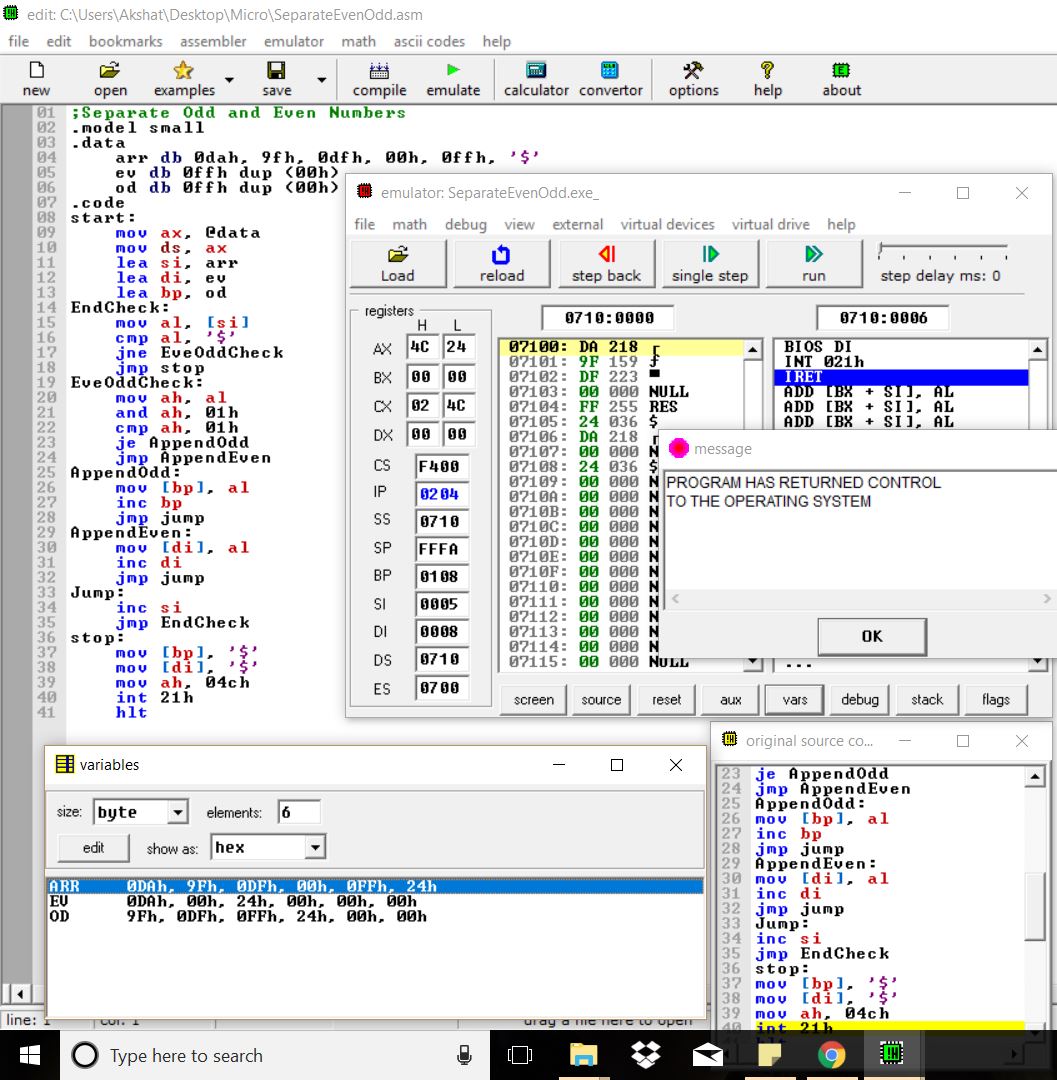 edit: C:\Users\Akshat\Desktop\Micro\SeparateEvenOdd.asm
file edit bookmarks assembler emulator math ascii codes help
new open examples save compile emulate calculator convertor options help about
01 ;Separate Odd and Even Numbers
02 .model small
03 .data
04 arr db 0dah, 9fh, 0dfh, 00h, 0ffh, '$'
05 ev db 0ffh dup (00h)
06 od db 0ffh dup (00h)
07 .code
08 start:
09 mov ax, @data
10 mov ds, ax
11 lea si, arr
12 lea di, ev
13 lea bp, od
14 EndCheck:
15 mov al, [si]
16 cmp al, '$'
17 jne EveOddCheck
18 jmp stop
19 EveOddCheck:
20 mov ah, al
21 and ah, 01h
22 cmp ah, 01h
23 je AppendOdd
24 jmp AppendEven
25 AppendOdd:
26 mov [bp], al
27 inc bp
28 jmp jump
29 AppendEven:
30 mov [di], al
31 inc di
32 jmp jump
33 Jump:
34 inc si
35 jmp EndCheck
36 stop:
37 mov [bp], '$'
38 mov [di], '$'
39 mov ah, 04ch
40 int 21h
41 hlt
emulator: SeparateEvenOdd.exe_
file math debug view external virtual devices virtual drive help
Load reload step back single step run step delay ms: 0
registers
H L
AX 4C 24
BX 00 00
CX 02 4C
DX 00 00
CS F400
IP 0204
SS 0710
SP FFFA
BP 0108
SI 0005
DI 0008
DS 0710
ES 0700
0710:0000
0710:0006
07100: DA 218 ┌
07101: 9F 159 ƒ
07102: DF 223 ▀
07103: 00 000 NULL
07104: FF 255 RES
07105: 24 036 $
07106: DA 218 ┌
07107: 00 000 N
07108: 24 036 $
07109: 00 000 N
0710A: 00 000 N
0710B: 00 000 N
0710C: 00 000 N
0710D: 00 000 N
0710E: 00 000 N
0710F: 00 000 N
07110: 00 000 N
07111: 00 000 N
07112: 00 000 N
07113: 00 000 N
07114: 00 000 N
07115: 00 000 NULL
BIOS DI
INT 021h
IRET
ADD [BX + SI], AL
ADD [BX + SI], AL
ADD [BX + SI], AL
...
message
PROGRAM HAS RETURNED CONTROL
TO THE OPERATING SYSTEM
OK
screen source reset aux vars debug stack flags
variables
size: byte elements: 6
edit show as: hex
ARR 0DAh, 9Fh, 0DFh, 00h, 0FFh, 24h
EV 0DAh, 00h, 24h, 00h, 00h, 00h
OD 9Fh, 0DFh, 0FFh, 24h, 00h, 00h
original source co...
23 je AppendOdd
24 jmp AppendEven
25 AppendOdd:
26 mov [bp], al
27 inc bp
28 jmp jump
29 AppendEven:
30 mov [di], al
31 inc di
32 jmp jump
33 Jump:
34 inc si
35 jmp EndCheck
36 stop:
37 mov [bp], '$'
38 mov [di], '$'
39 mov ah, 04ch
40 int 21h
line: 1 col: 1 drag a file here to open
Type here to search